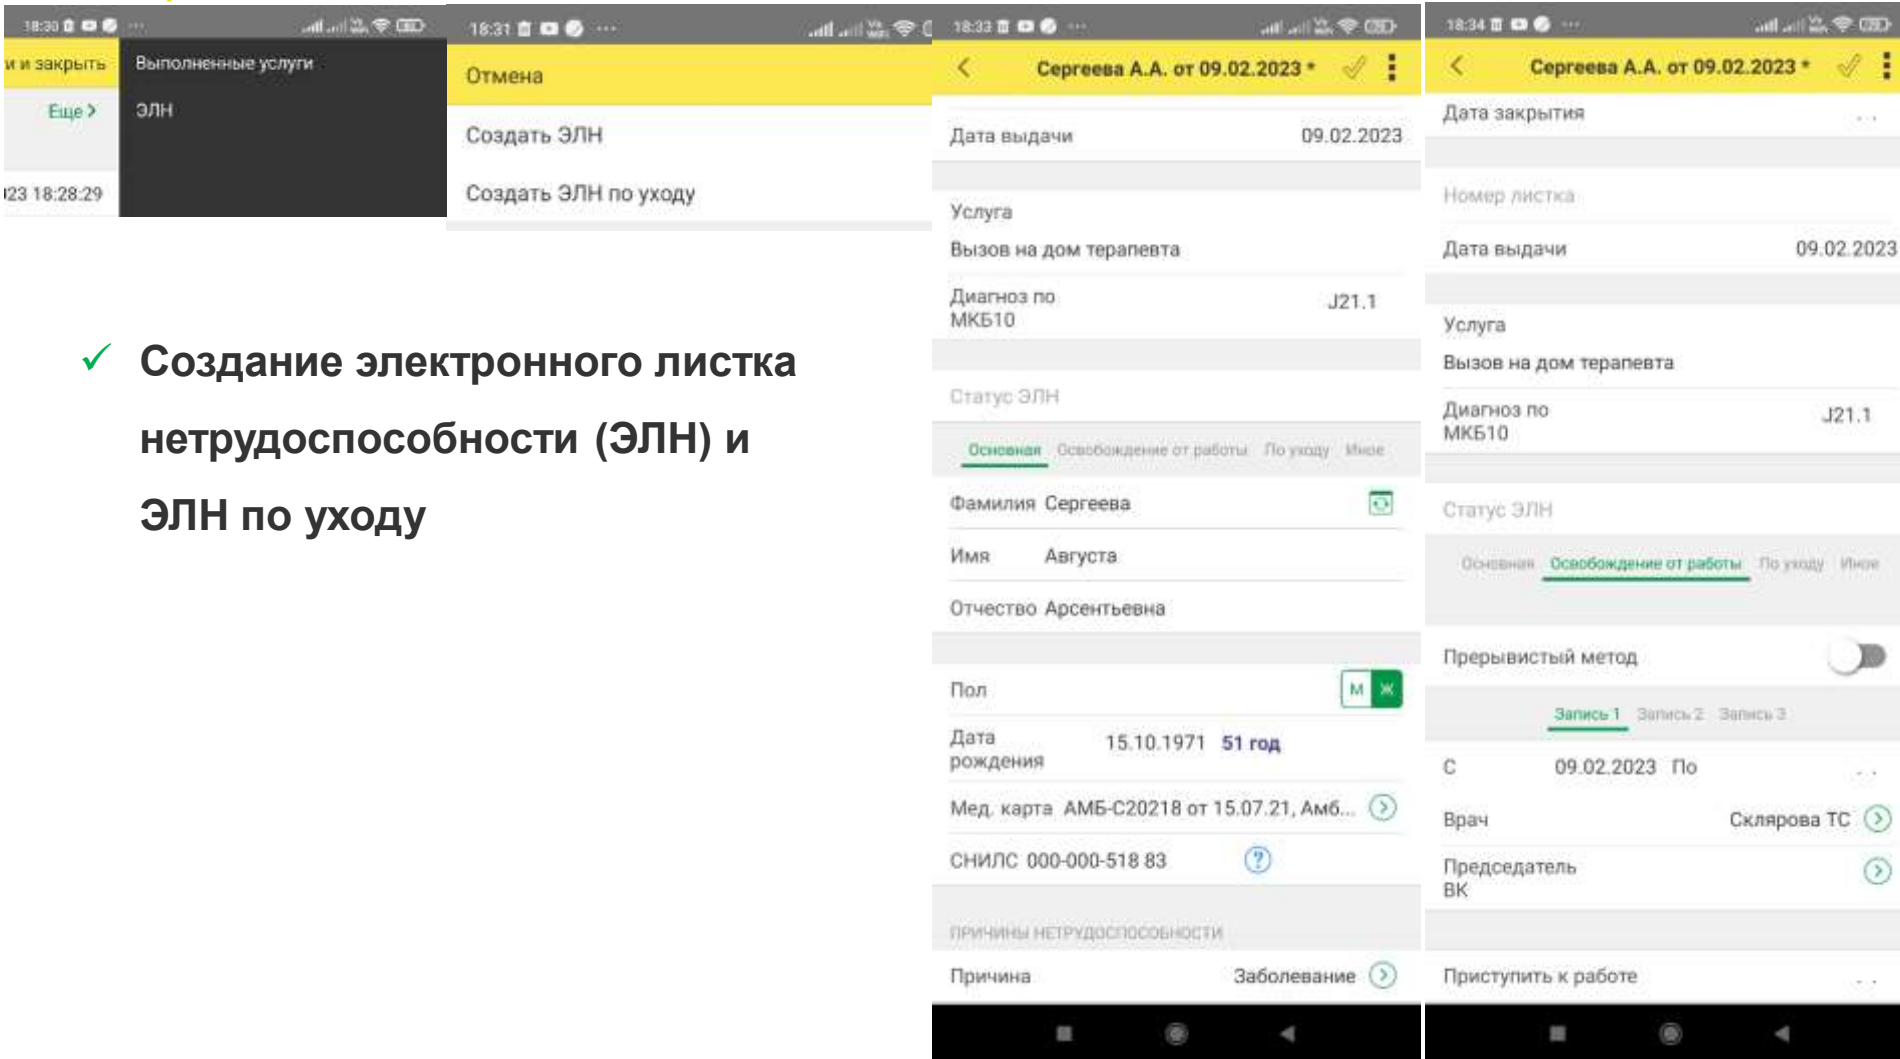 18:30
и и закрыть
Еще >
023 18:28:29
Выполненные услуги
ЭЛН
18:31
Отмена
Создать ЭЛН
Создать ЭЛН по уходу
Создание электронного листка
нетрудоспособности (ЭЛН) и
ЭЛН по уходу
18:33
Сергеева А.А. от 09.02.2023 *
Дата выдачи 09.02.2023
Услуга
Вызов на дом терапевта
Диагноз по J21.1
МКБ10
Статус ЭЛН
Основная Освобождение от работы По уходу Иное
Фамилия Сергеева
Имя Августа
Отчество Арсентьевна
Пол М Ж
Дата
рождения 15.10.1971 51 год
Мед. карта АМБ-С20218 от 15.07.21, Амб...
СНИЛС 000-000-518 83 ?
ПРИЧИНЫ НЕТРУДОСПОСОБНОСТИ
Причина Заболевание
18:34
Сергеева А.А. от 09.02.2023 *
Дата закрытия . .
Номер листка
Дата выдачи 09.02.2023
Услуга
Вызов на дом терапевта
Диагноз по J21.1
МКБ10
Статус ЭЛН
Основная Освобождение от работы По уходу Иное
Прерывистый метод
Запись 1 Запись 2 Запись 3
С 09.02.2023 По . .
Врач Склярова ТС
Председатель
ВК
Приступить к работе . .